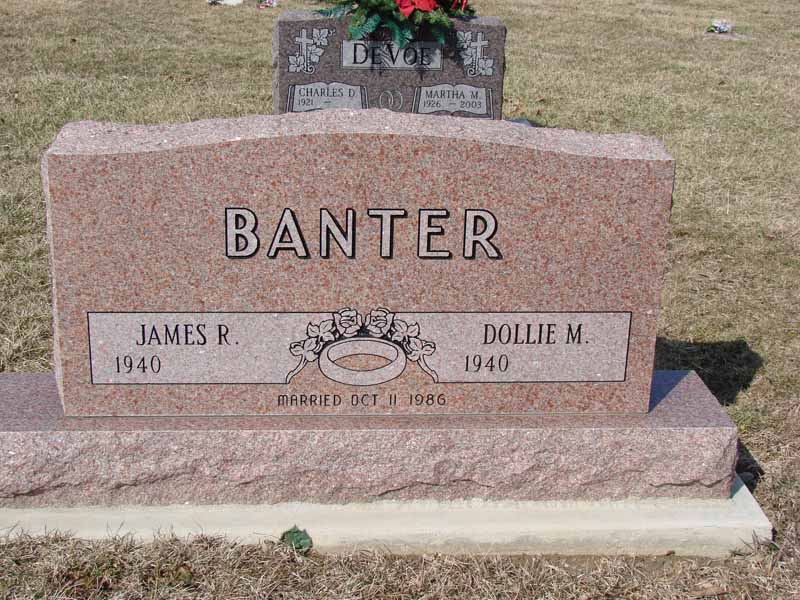 DeVOE
CHARLES D. MARTHA M.
1921 – 1926 – 2003
BANTER
JAMES R. DOLLIE M.
1940 1940
MARRIED OCT 11 1986